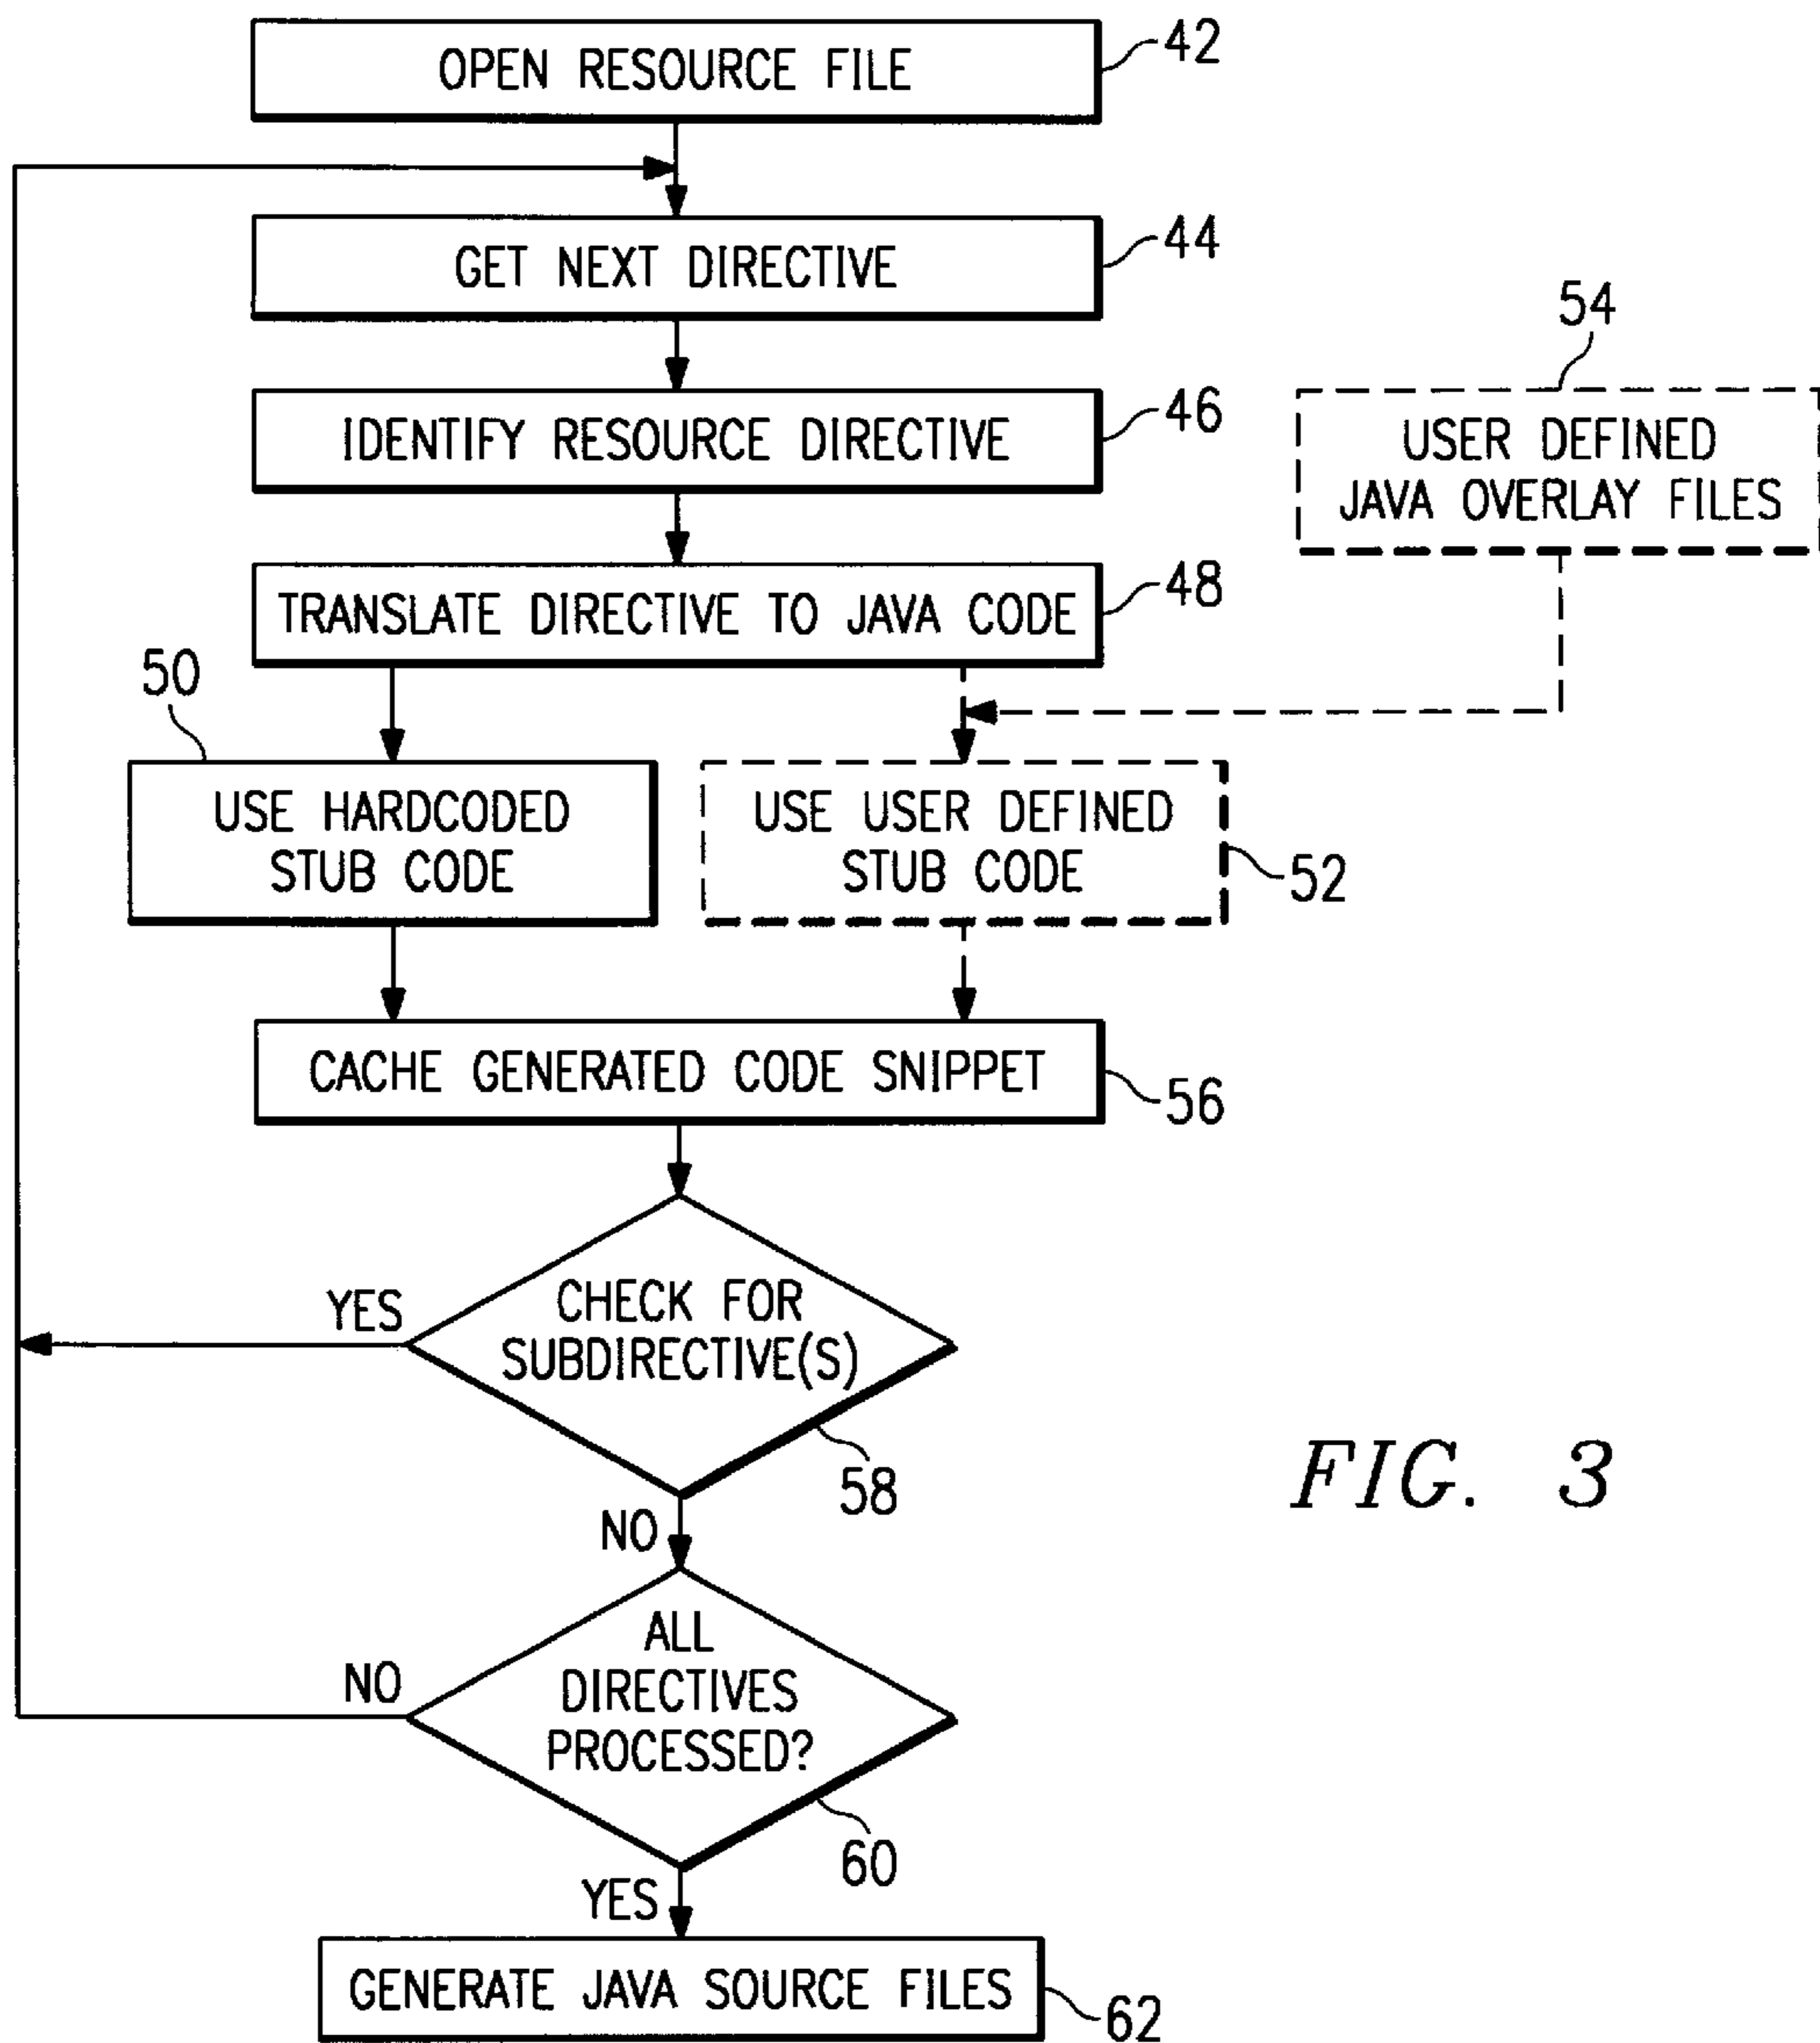 OPEN RESOURCE FILE
42
GET NEXT DIRECTIVE
44
54
IDENTIFY RESOURCE DIRECTIVE
46
USER DEFINED
JAVA OVERLAY FILES
TRANSLATE DIRECTIVE TO JAVA CODE
48
50
USE HARDCODED
STUB CODE
USE USER DEFINED
STUB CODE
52
CACHE GENERATED CODE SNIPPET
56
YES
CHECK FOR
SUBDIRECTIVE(S)
58
FIG. 3
NO
NO
ALL
DIRECTIVES
PROCESSED?
60
YES
GENERATE JAVA SOURCE FILES
62